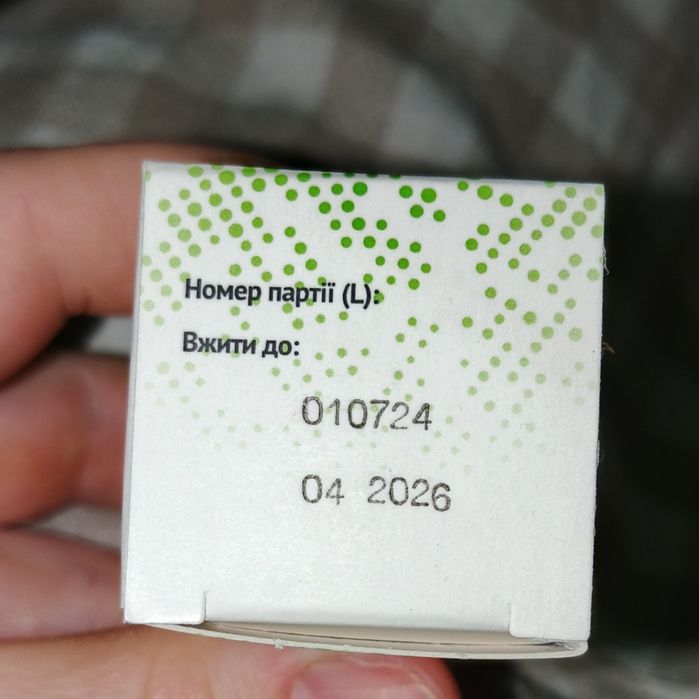 Номер партії (L):
Вжити до:
010724
04 2026